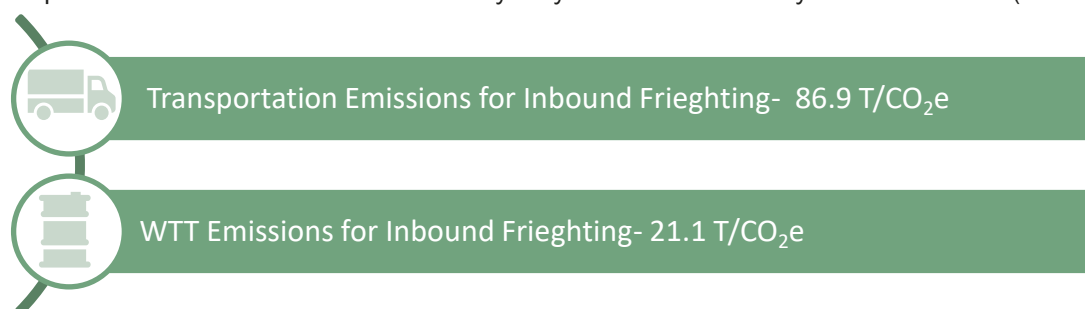 Transportation Emissions for Inbound Frieghting-  86.9 T/CO₂e
WTT Emissions for Inbound Frieghting- 21.1 T/CO₂e